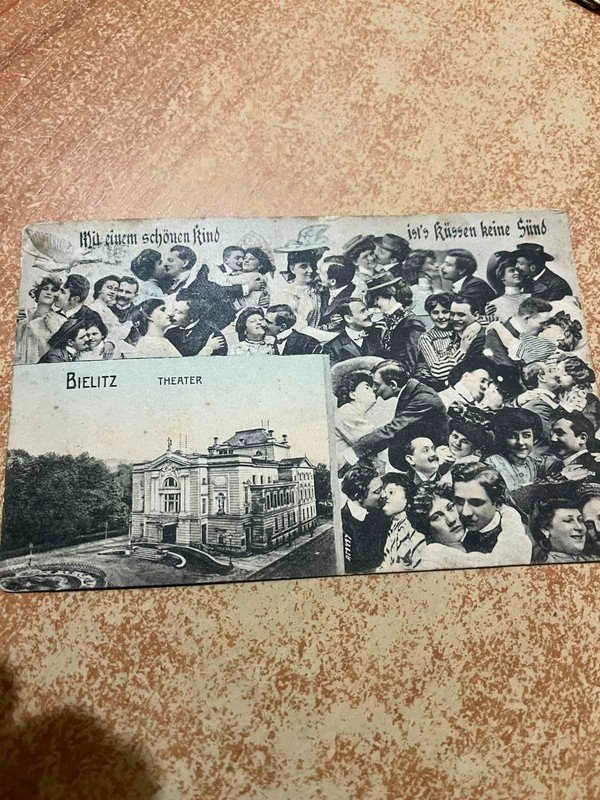 Mit einem schönen Kind ist's Küssen keine Sünd
BIELITZ THEATER